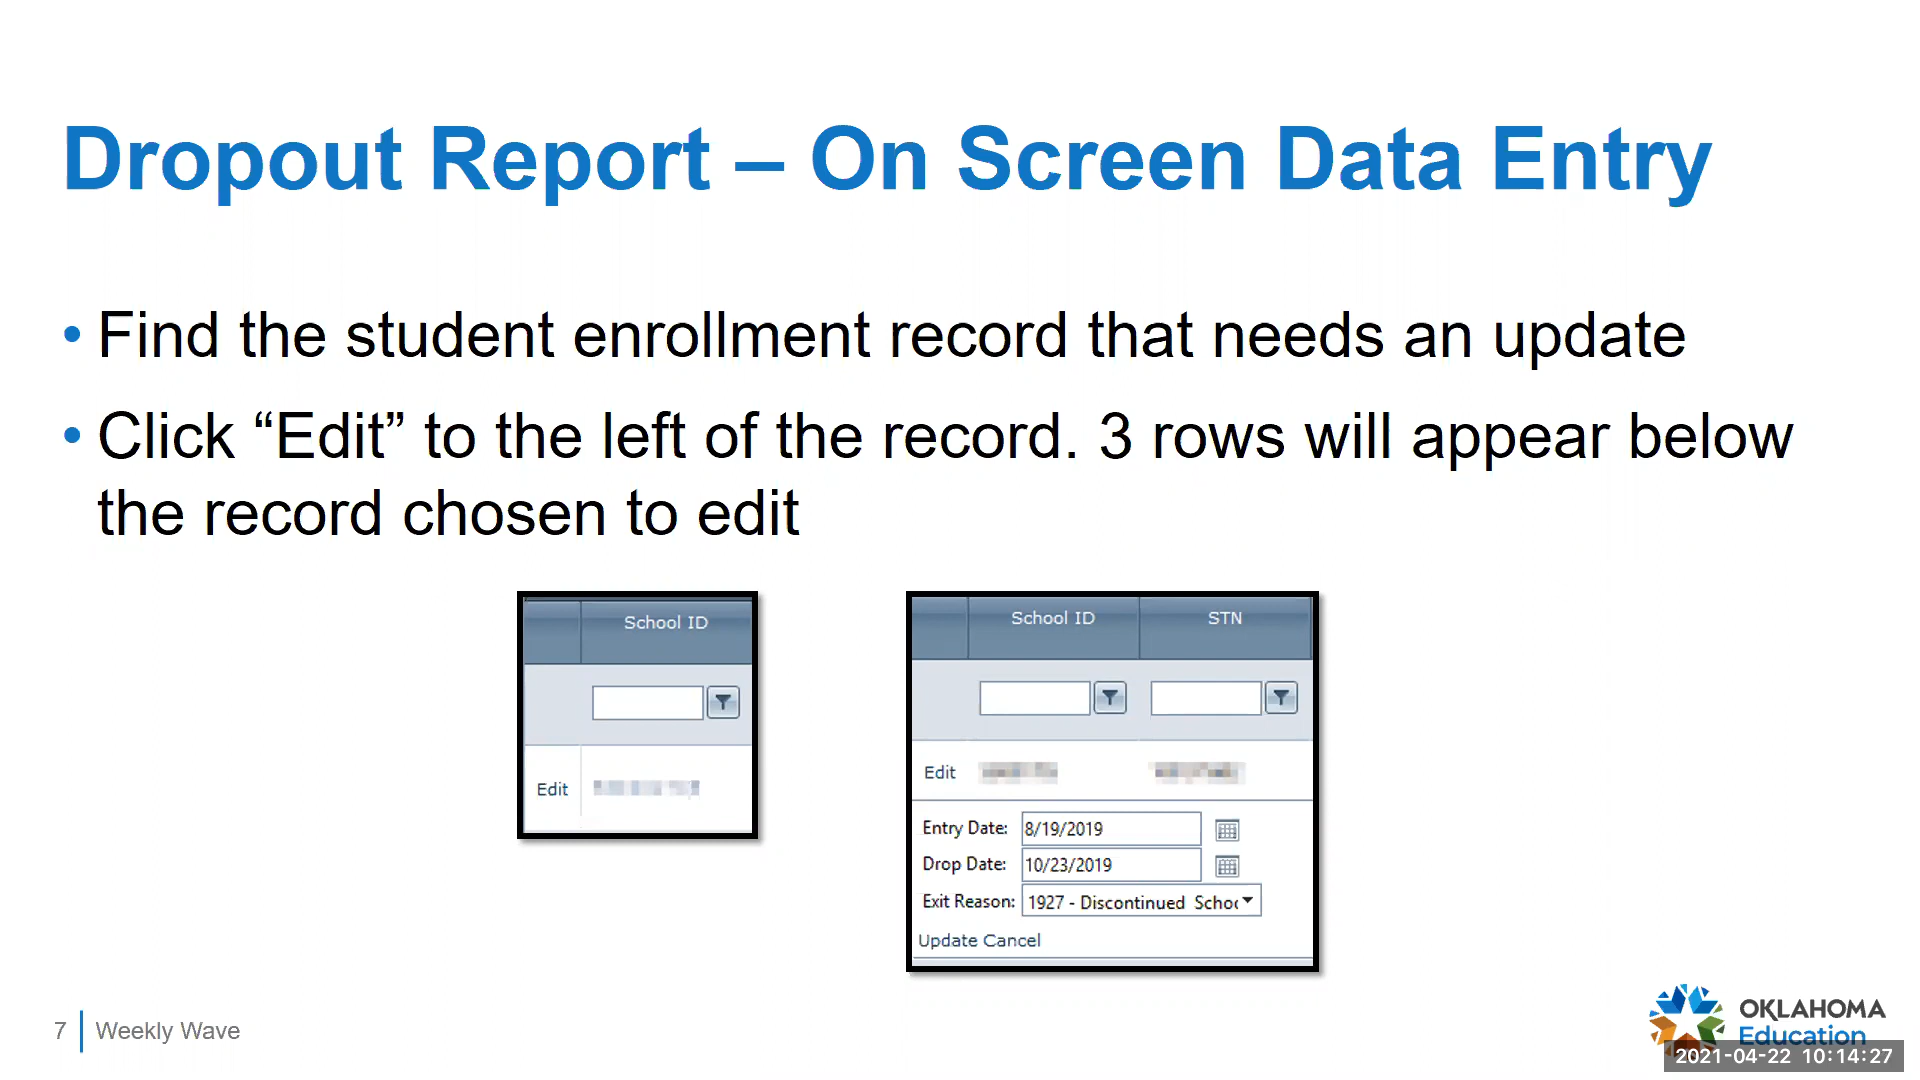 Dropout Report – On Screen Data Entry
• Find the student enrollment record that needs an update
• Click “Edit” to the left of the record. 3 rows will appear below
the record chosen to edit
School ID
Edit
School ID STN
Edit
Entry Date: 8/19/2019
Drop Date: 10/23/2019
Exit Reason: 1927 - Discontinued Schoo
Update Cancel
7 Weekly Wave
OKLAHOMA
Education
2021-04-22 10:14:27